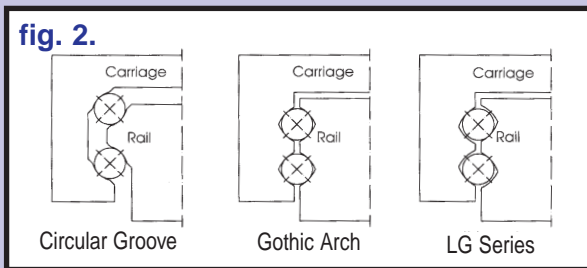 fig. 2.
Carriage
Rail
Circular Groove
Carriage
Rail
Gothic Arch
Carriage
Rail
LG Series